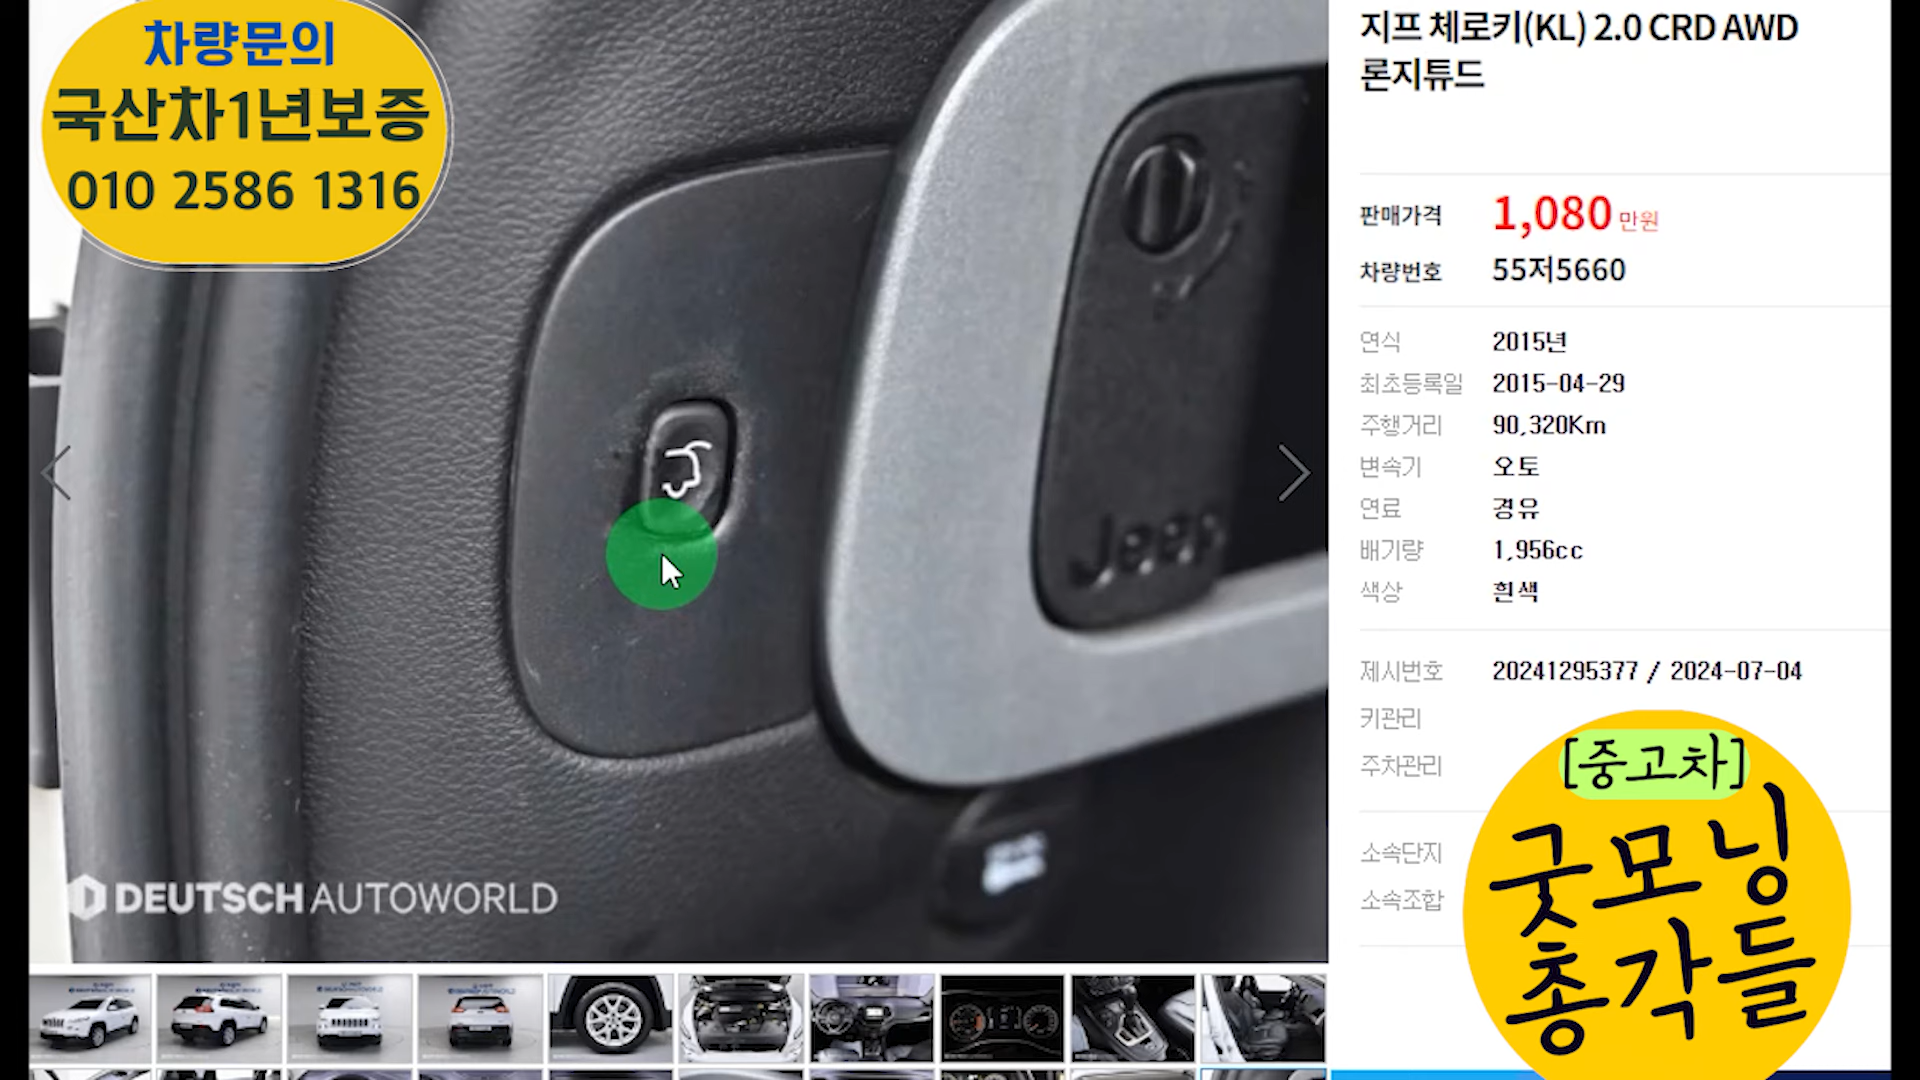 차량문의
국산차1년보증
010 2586 1316
Jeep
DEUTSCH AUTOWORLD
지프 체로키(KL) 2.0 CRD AWD
론지튜드
판매가격 1,080 만원
차량번호 55저5660
연식 2015년
최초등록일 2015-04-29
주행거리 90,320Km
변속기 오토
연료 경유
배기량 1,956cc
색상 흰색
제시번호 20241295377 / 2024-07-04
키관리
주차관리
소속단지
소속조합
[중고차]
굿모닝
총각들